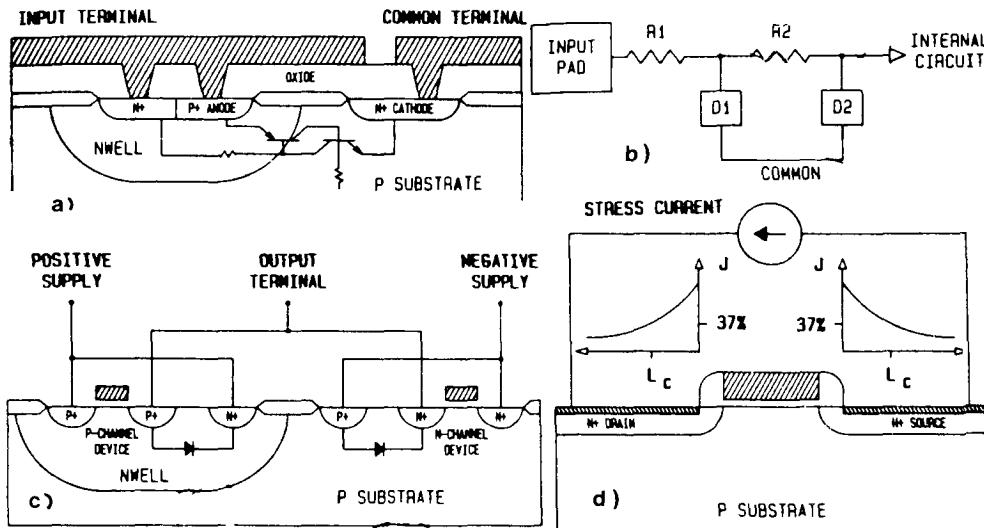 INPUT TERMINAL
COMMON TERMINAL
OXIDE
N+
P+ ANODE
N+ CATHODE
NWELL
P SUBSTRATE
a)
INPUT
PAD
R1
R2
INTERNAL
CIRCUIT
D1
D2
COMMON
b)
POSITIVE
SUPPLY
OUTPUT
TERMINAL
NEGATIVE
SUPPLY
P+
P+
N+
P+
N+
N+
P-CHANNEL
DEVICE
N-CHANNEL
DEVICE
NWELL
P SUBSTRATE
c)
STRESS CURRENT
J
J
37%
37%
L C
L C
N+ DRAIN
N+ SOURCE
d)
P SUBSTRATE